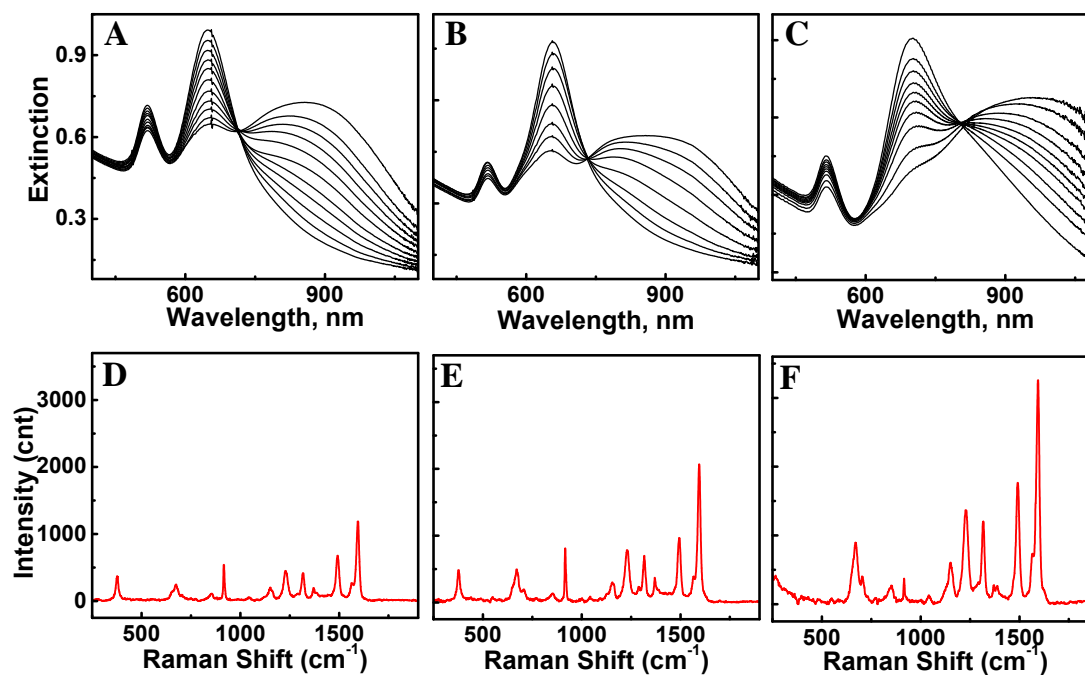 A
B
C
0.9
0.6
0.3
Extinction
600
900
600
900
600
900
Wavelength, nm
Wavelength, nm
Wavelength, nm
D
E
F
3000
2000
1000
0
Intensity (cnt)
500
1000
1500
500
1000
1500
500
1000
1500
Raman Shift (cm⁻¹)
Raman Shift (cm⁻¹)
Raman Shift (cm⁻¹)